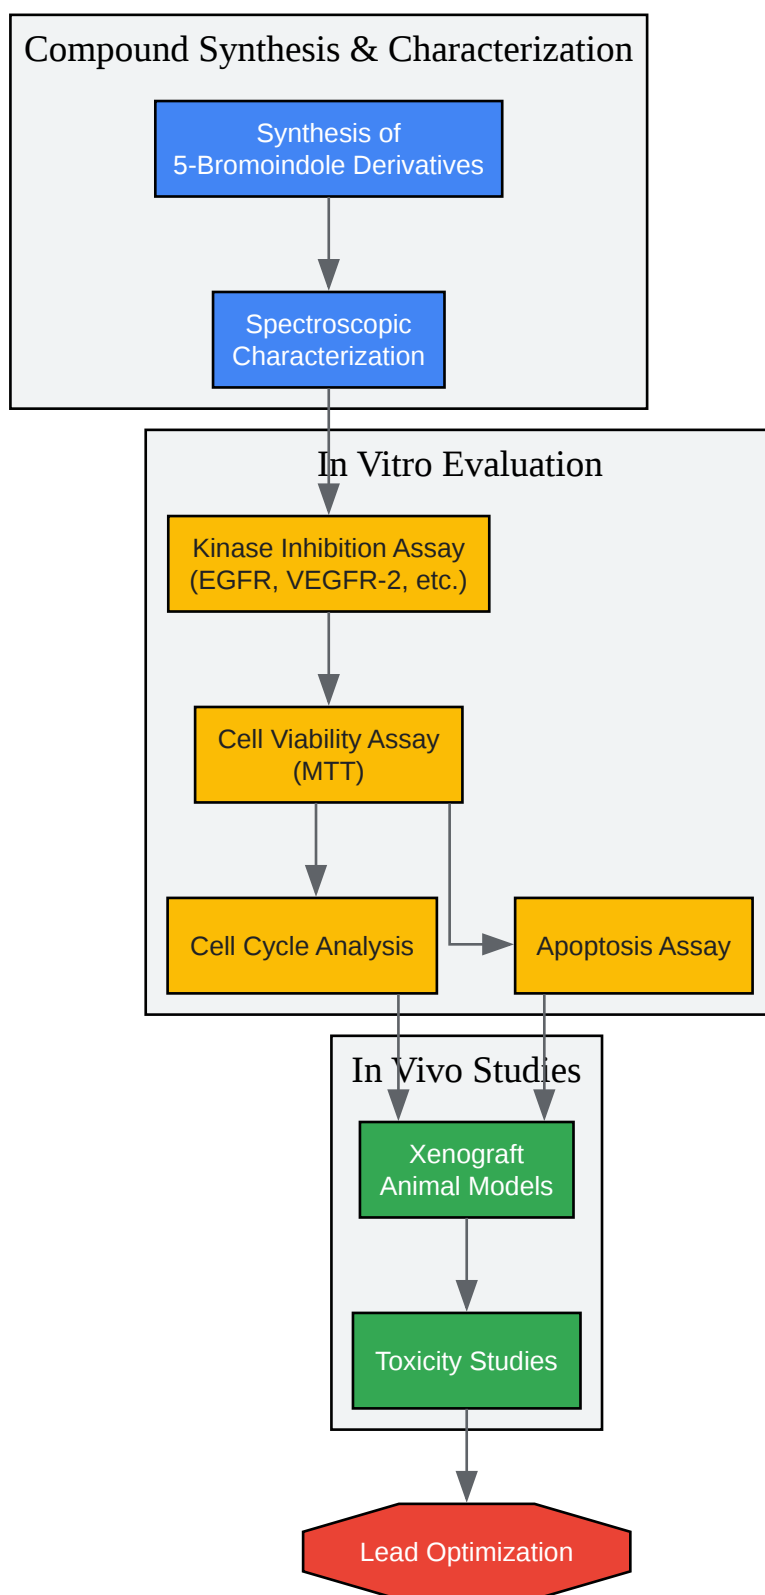 Compound Synthesis & Characterization
Synthesis of
5-Bromoindole Derivatives
Spectroscopic
Characterization
In Vitro Evaluation
Kinase Inhibition Assay
(EGFR, VEGFR-2, etc.)
Cell Viability Assay
(MTT)
Cell Cycle Analysis
Apoptosis Assay
In Vivo Studies
Xenograft
Animal Models
Toxicity Studies
Lead Optimization